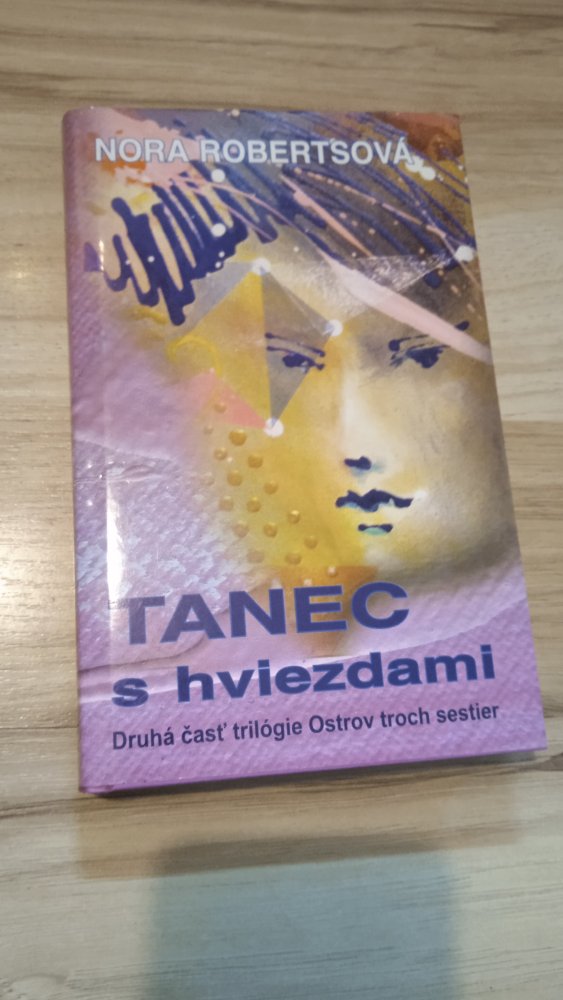 NORA ROBERTSOVÁ
TANEC
s hviezdami
Druhá časť trilógie Ostrov troch sestier